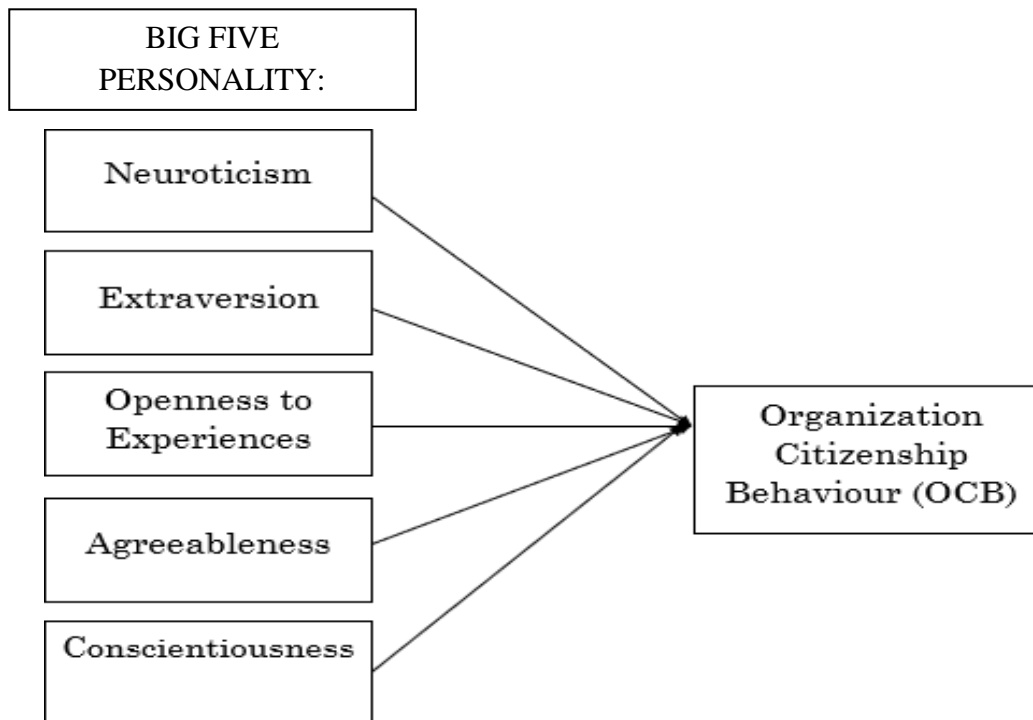 BIG FIVE
PERSONALITY:
Neuroticism
Extraversion
Openness to
Experiences
Agreeableness
Conscientiousness
Organization
Citizenship
Behaviour (OCB)